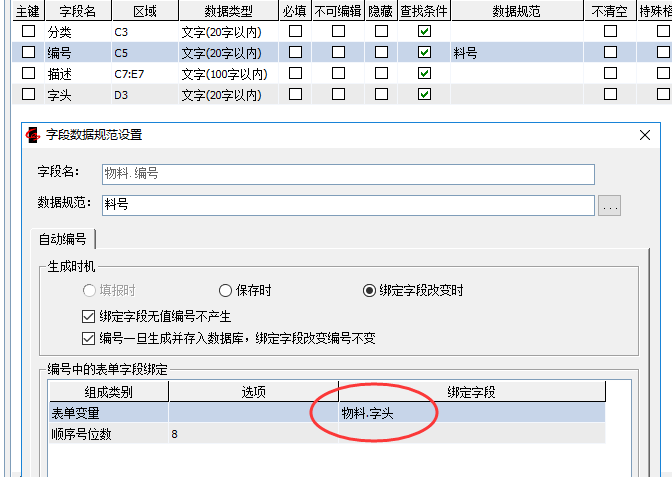 主键 字段名 区域 数据类型 必填 不可编辑 隐藏 查找条件 数据规范 不清空 特殊格
分类 C3 文字(20字以内)
编号 C5 文字(20字以内) 料号
描述 C7:E7 文字(100字以内)
字头 D3 文字(20字以内)
字段数据规范设置
字段名： 物料.编号
数据规范： 料号 ...
自动编号
生成时机
填报时 保存时 绑定字段改变时
绑定字段无值编号不产生
编号一旦生成并存入数据库，绑定字段改变编号不变
编号中的表单字段绑定
组成类别 选项 绑定字段
表单变量 物料.字头
顺序号位数 8